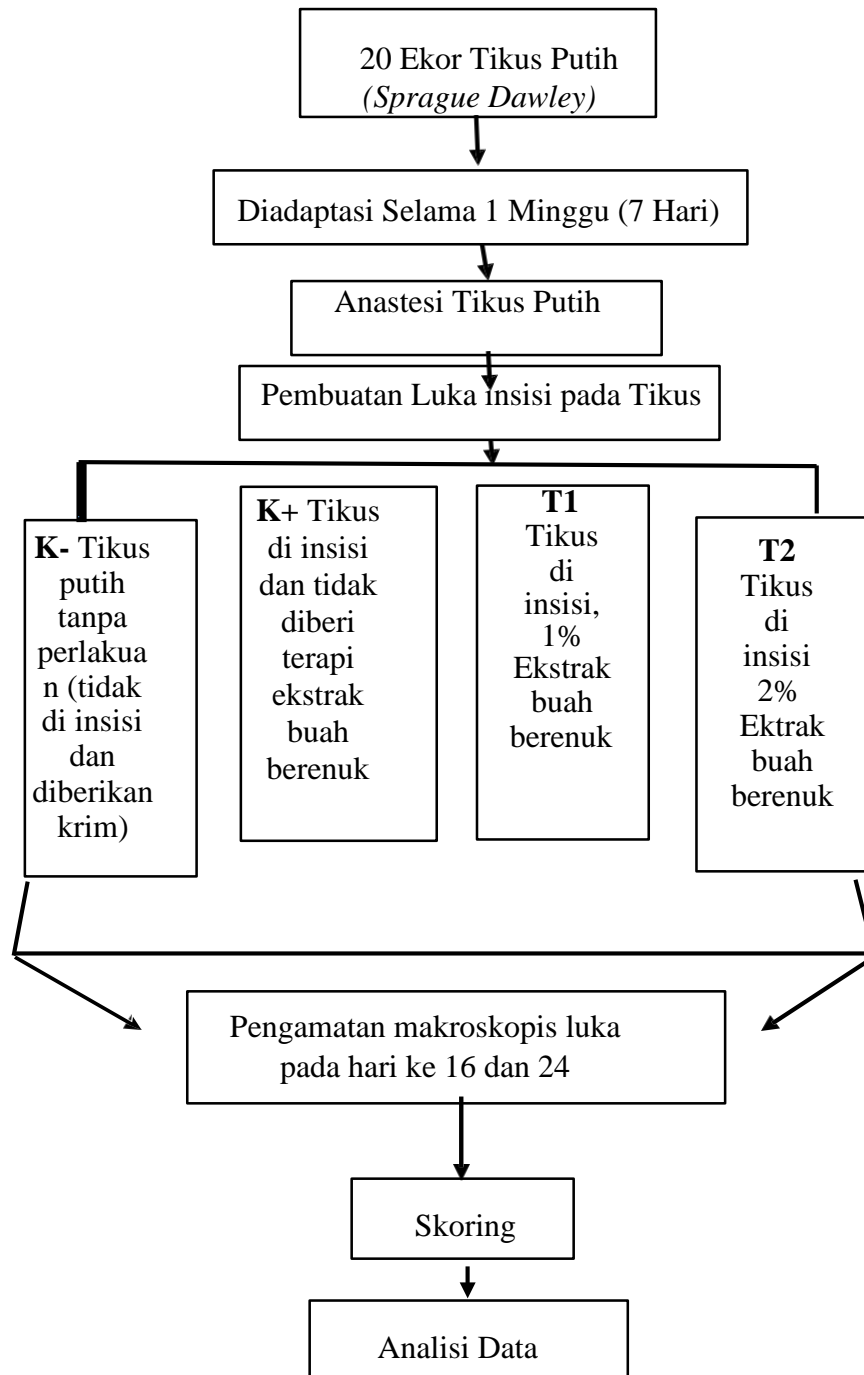 20 Ekor Tikus Putih
(Sprague Dawley)
Diadaptasi Selama 1 Minggu (7 Hari)
Anastesi Tikus Putih
Pembuatan Luka insisi pada Tikus
K- Tikus
putih
tanpa
perlakua
n (tidak
di insisi
dan
diberikan
krim)
K+ Tikus
di insisi
dan tidak
diberi
terapi
ekstrak
buah
berenuk
T1
Tikus
di
insisi,
1%
Ekstrak
buah
berenuk
T2
Tikus
di
insisi
2%
Ektrak
buah
berenuk
Pengamatan makroskopis luka
pada hari ke 16 dan 24
Skoring
Analisi Data